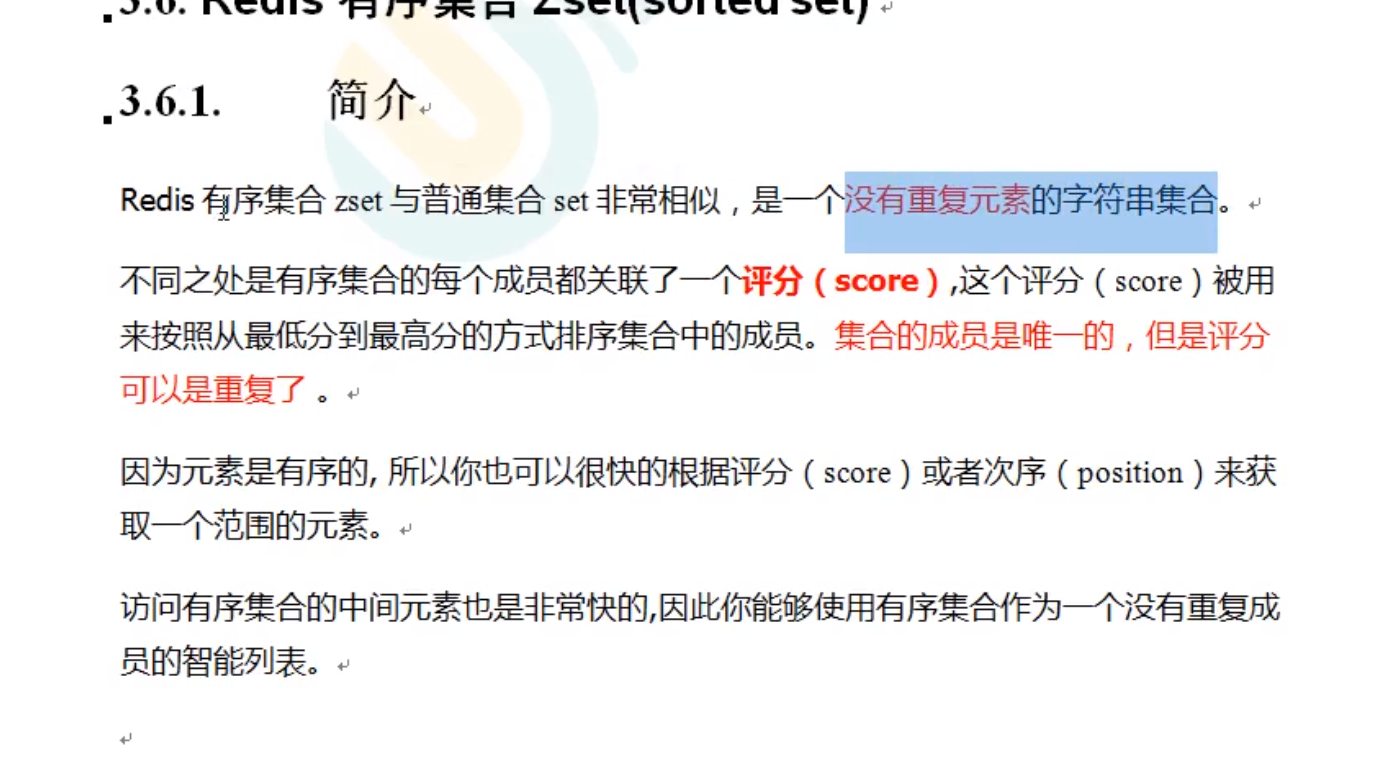 3.6. Redis 有序集合 Zset(sorted set)
3.6.1. 简介
Redis 有序集合 zset 与普通集合 set 非常相似，是一个没有重复元素的字符串集合。
不同之处是有序集合的每个成员都关联了一个评分（score）,这个评分（score）被用
来按照从最低分到最高分的方式排序集合中的成员。集合的成员是唯一的，但是评分
可以是重复了 。
因为元素是有序的, 所以你也可以很快的根据评分（score）或者次序（position）来获
取一个范围的元素。
访问有序集合的中间元素也是非常快的,因此你能够使用有序集合作为一个没有重复成
员的智能列表。